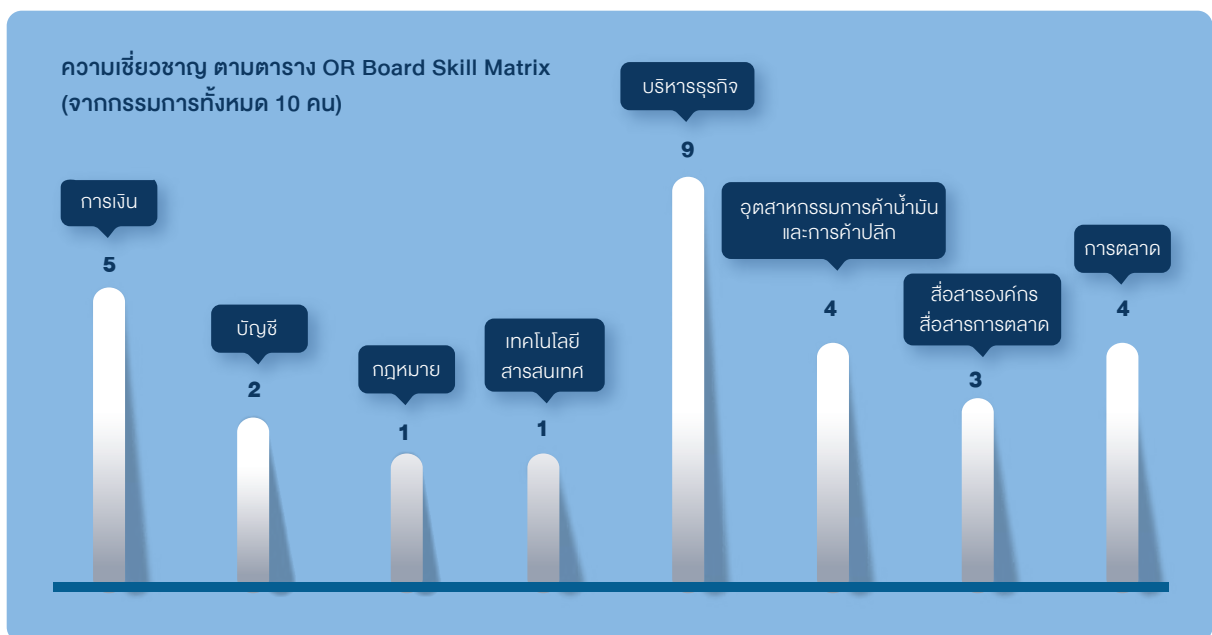 ความเชี่ยวชาญ ตามตาราง OR Board Skill Matrix
(จากกรรมการทั้งหมด 10 คน)
การเงิน
5
บัญชี
2
กฎหมาย
1
เทคโนโลยี
สารสนเทศ
1
บริหารธุรกิจ
9
อุตสาหกรรมการค้าน้ำมัน
และการค้าปลีก
4
สื่อสารองค์กร
สื่อสารการตลาด
3
การตลาด
4